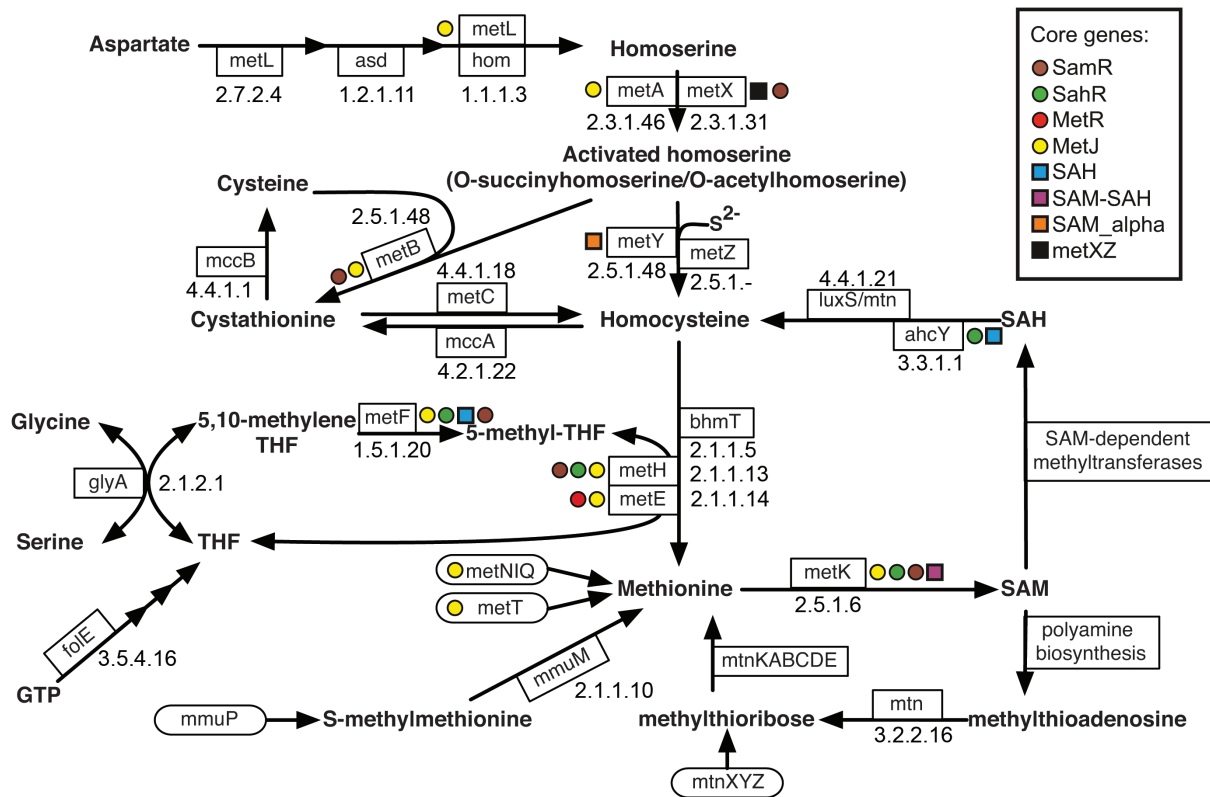 Aspartate
metL
2.7.2.4
asd
1.2.1.11
metL
hom
1.1.1.3
Homoserine
metA
metX
2.3.1.46
2.3.1.31
Activated homoserine
(O-succinyhomoserine/O-acetylhomoserine)
Core genes:
SamR
SahR
MetR
MetJ
SAH
SAM-SAH
SAM_alpha
metXZ
Cysteine
2.5.1.48
metB
mccB
4.4.1.1
metY
2.5.1.48
S2-
metZ
2.5.1.-
4.4.1.18
metC
Cystathionine
mccA
4.2.1.22
Homocysteine
4.4.1.21
luxS/mtn
ahcY
3.3.1.1
SAH
Glycine
5,10-methylene
THF
metF
1.5.1.20
5-methyl-THF
bhmT
2.1.1.5
metH
2.1.1.13
metE
2.1.1.14
SAM-dependent
methyltransferases
glyA
2.1.2.1
Serine
THF
metNIQ
metT
Methionine
metK
2.5.1.6
SAM
folE
3.5.4.16
GTP
mmuM
2.1.1.10
mtnKABCDE
polyamine
biosynthesis
mmuP
S-methylmethionine
methylthioribose
mtn
3.2.2.16
methylthioadenosine
mtnXYZ